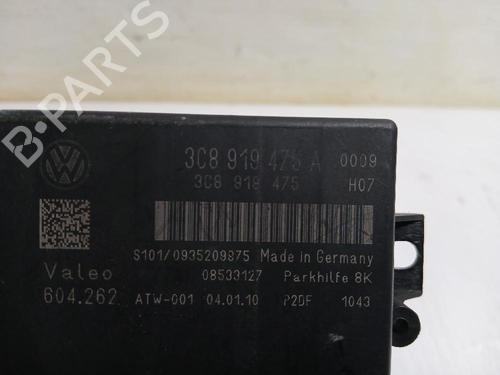 3C8 919 475 A 0009
3C8 919 475 H07
S101/0935209875 Made in Germany
Valeo 08533127 Parkhilfe 8K
604.262 ATW-001 04.01.10 P2DF 1043
B-PARTS